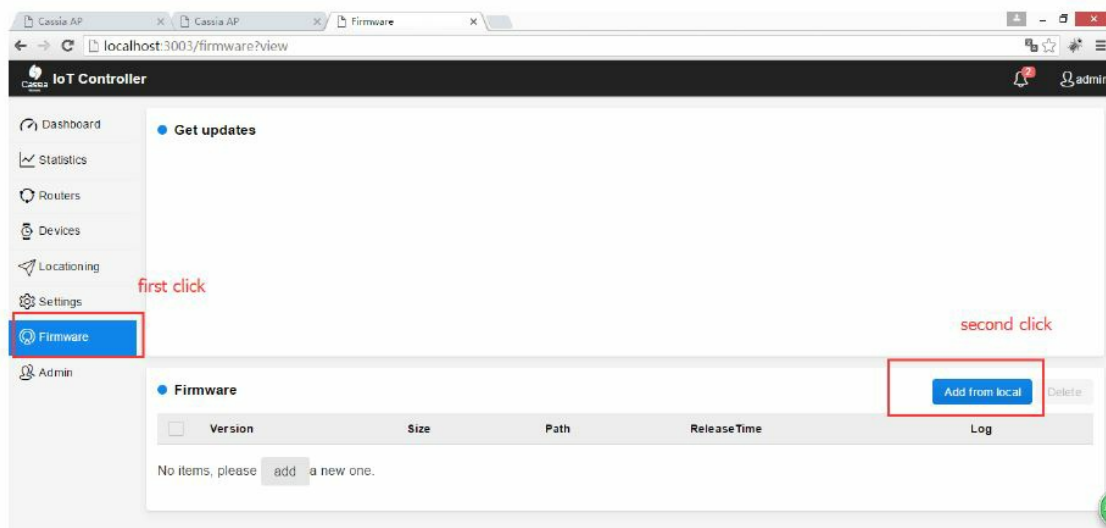 Cassia AP
Cassia AP
Firmware
localhost:3003/firmware?view
Cassia IoT Controller
2
admin
Dashboard
Get updates
Statistics
Routers
Devices
Locationing
first click
Settings
second click
Firmware
Admin
Firmware
Add from local
Delete
Version Size Path ReleaseTime Log
No items, please add a new one.